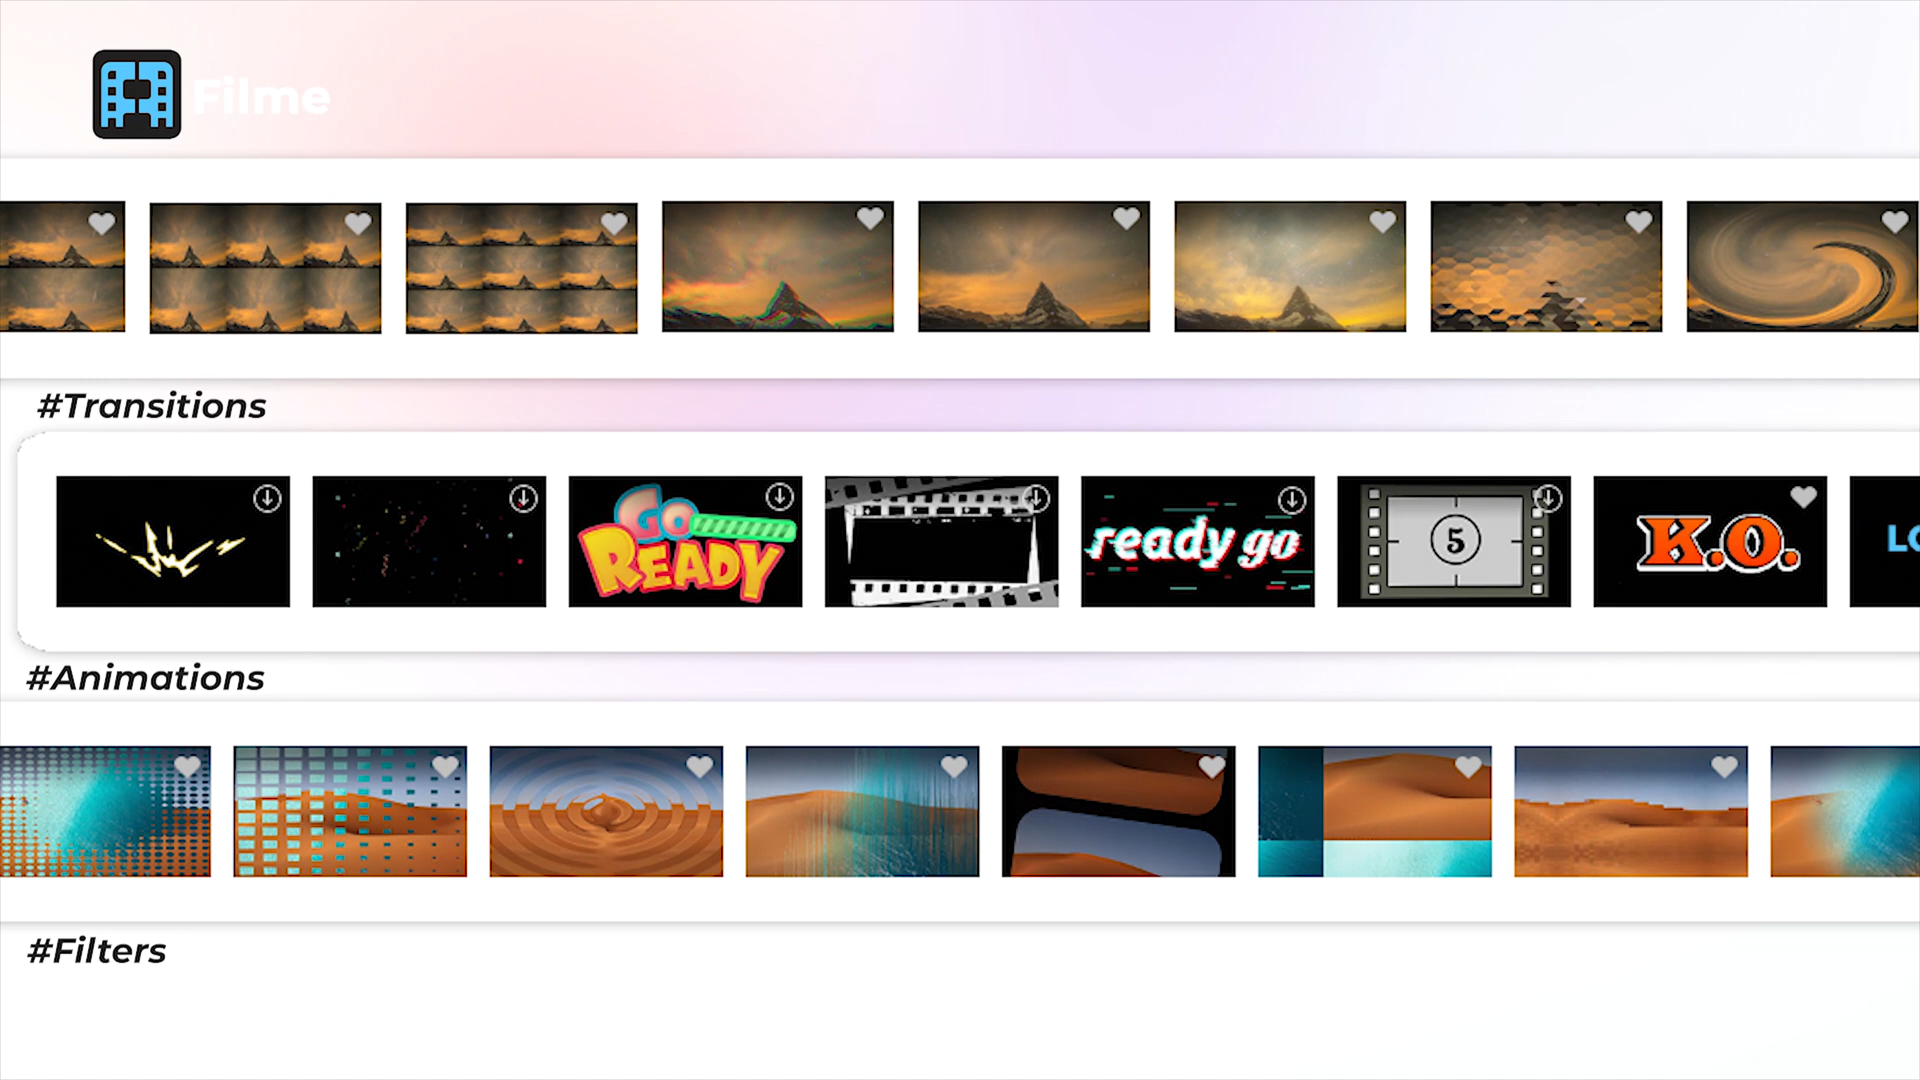 Filme
#Transitions
GO
READY
ready go
5
K.O.
#Animations
#Filters